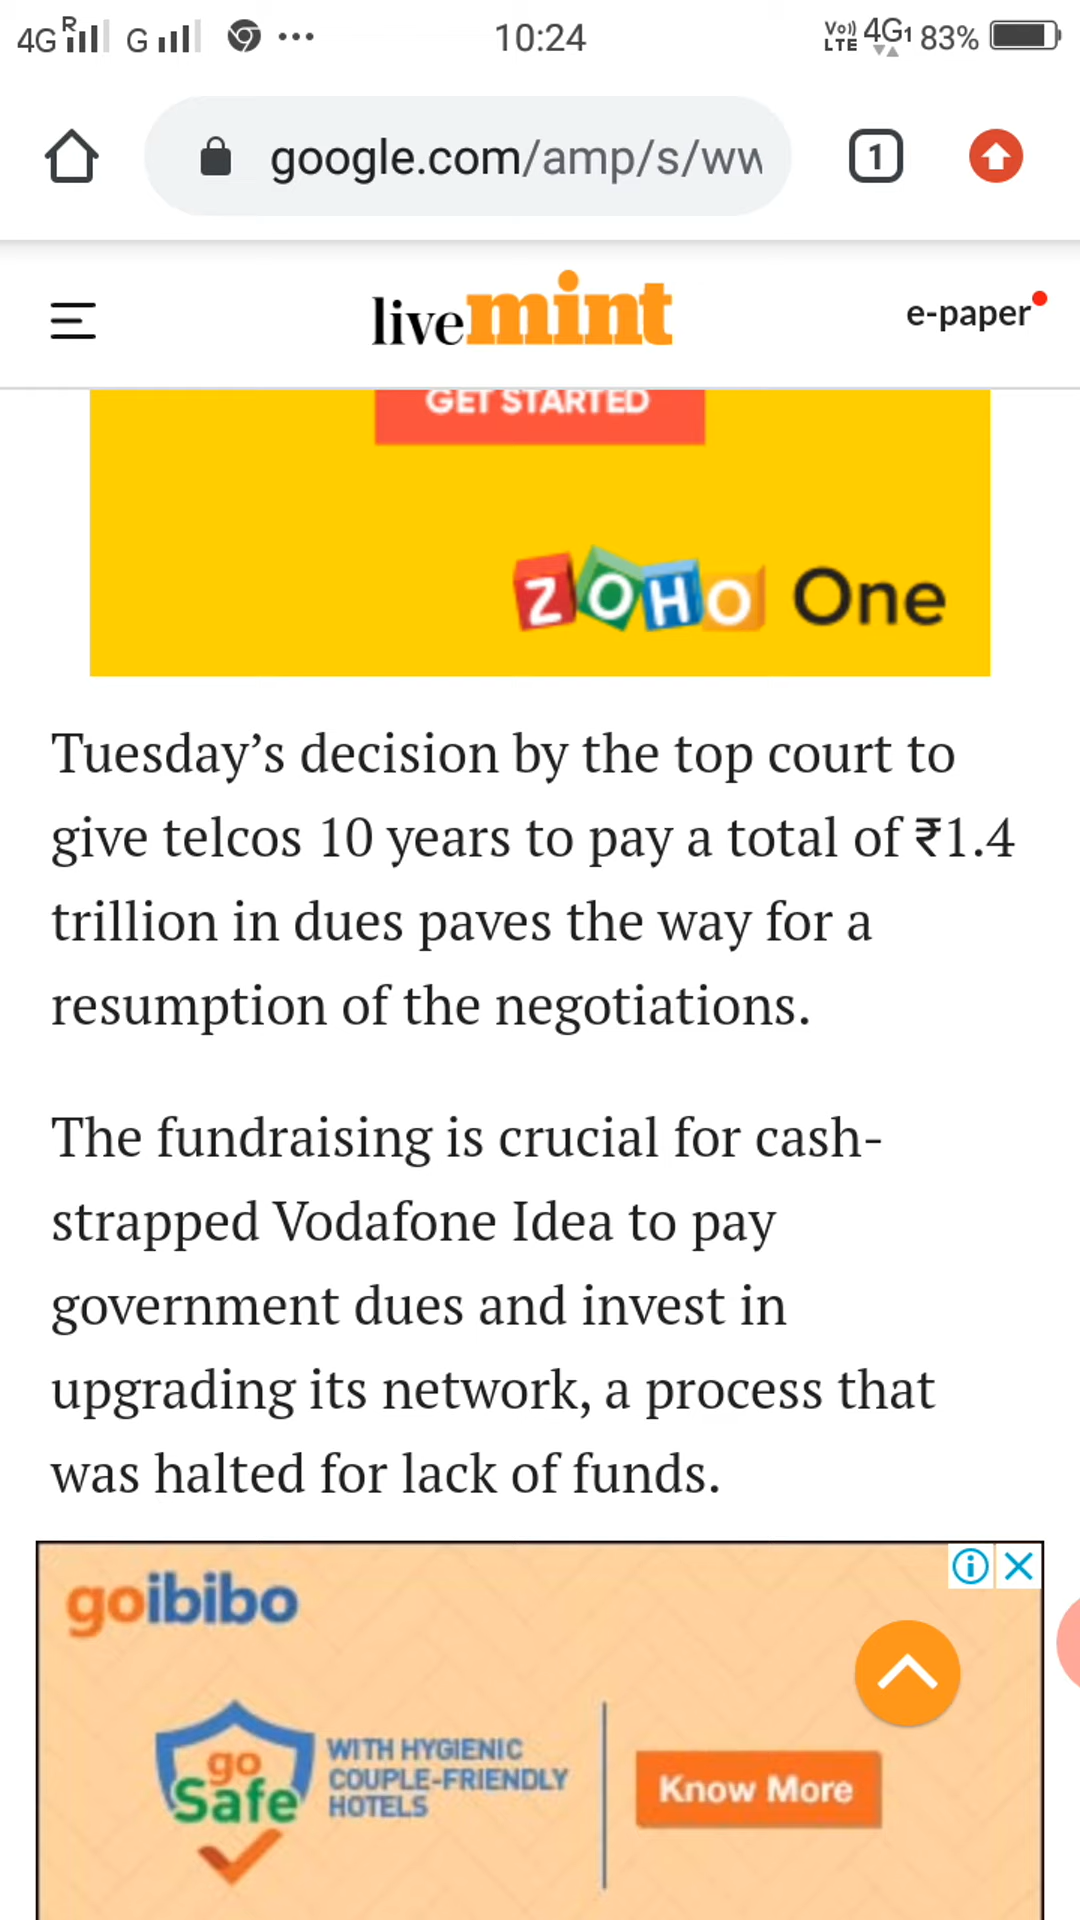 4G R G 10:24 Vo)) LTE 4G1 83%
google.com/amp/s/ww 1
livemint e-paper
GET STARTED
ZOHO One
Tuesday’s decision by the top court to
give telcos 10 years to pay a total of ₹1.4
trillion in dues paves the way for a
resumption of the negotiations.
The fundraising is crucial for cash-
strapped Vodafone Idea to pay
government dues and invest in
upgrading its network, a process that
was halted for lack of funds.
goibibo
go
Safe
WITH HYGIENIC
COUPLE-FRIENDLY
HOTELS
Know More